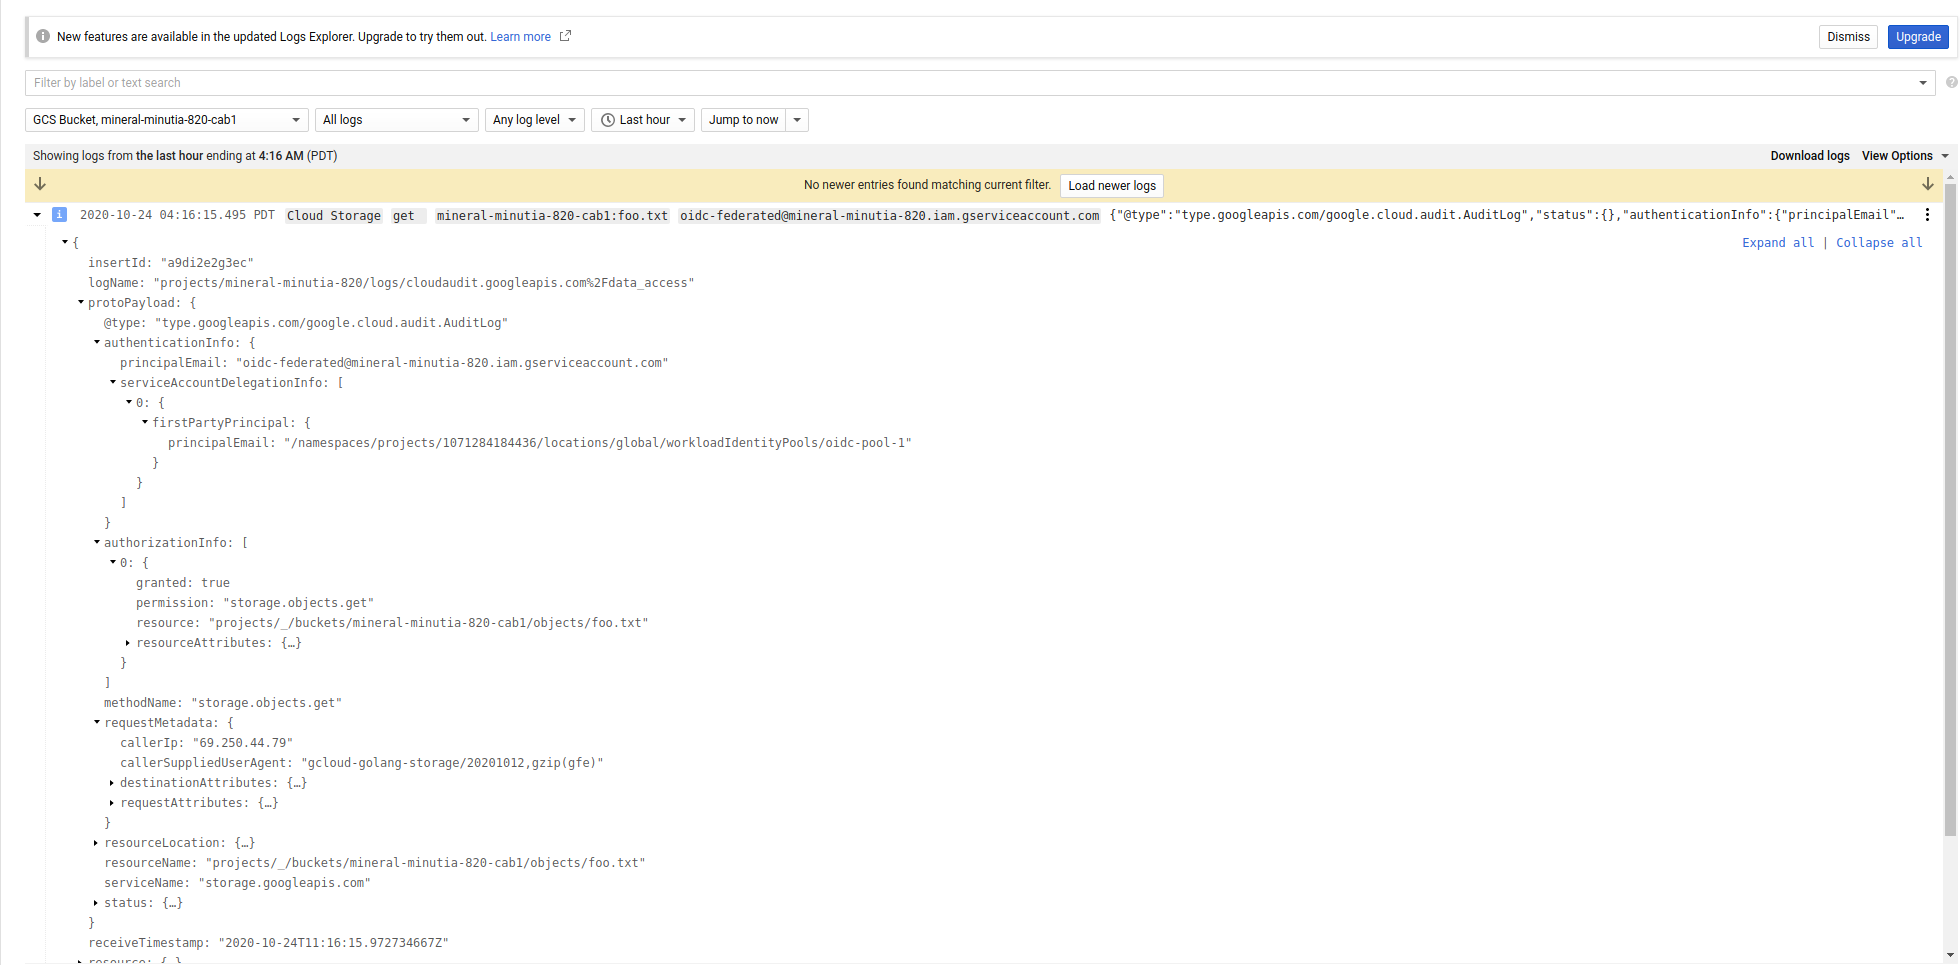 New features are available in the updated Logs Explorer. Upgrade to try them out. Learn more
Dismiss
Upgrade
Filter by label or text search
GCS Bucket, mineral-minutia-820-cab1
All logs
Any log level
Last hour
Jump to now
Showing logs from the last hour ending at 4:16 AM (PDT)
Download logs
View Options
No newer entries found matching current filter.
Load newer logs
2020-10-24 04:16:15.495 PDT Cloud Storage get mineral-minutia-820-cab1:foo.txt oidc-federated@mineral-minutia-820.iam.gserviceaccount.com {"@type":"type.googleapis.com/google.cloud.audit.AuditLog","status":{},"authenticationInfo":{"principalEmail"…
{
Expand all | Collapse all
insertId: "a9di2e2g3ec"
logName: "projects/mineral-minutia-820/logs/cloudaudit.googleapis.com%2Fdata_access"
protoPayload: {
@type: "type.googleapis.com/google.cloud.audit.AuditLog"
authenticationInfo: {
principalEmail: "oidc-federated@mineral-minutia-820.iam.gserviceaccount.com"
serviceAccountDelegationInfo: [
0: {
firstPartyPrincipal: {
principalEmail: "/namespaces/projects/1071284184436/locations/global/workloadIdentityPools/oidc-pool-1"
}
}
]
}
authorizationInfo: [
0: {
granted: true
permission: "storage.objects.get"
resource: "projects/_/buckets/mineral-minutia-820-cab1/objects/foo.txt"
resourceAttributes: {…}
}
]
methodName: "storage.objects.get"
requestMetadata: {
callerIp: "69.250.44.79"
callerSuppliedUserAgent: "gcloud-golang-storage/20201012,gzip(gfe)"
destinationAttributes: {…}
requestAttributes: {…}
}
resourceLocation: {…}
resourceName: "projects/_/buckets/mineral-minutia-820-cab1/objects/foo.txt"
serviceName: "storage.googleapis.com"
status: {…}
}
receiveTimestamp: "2020-10-24T11:16:15.972734667Z"
resource: {…}